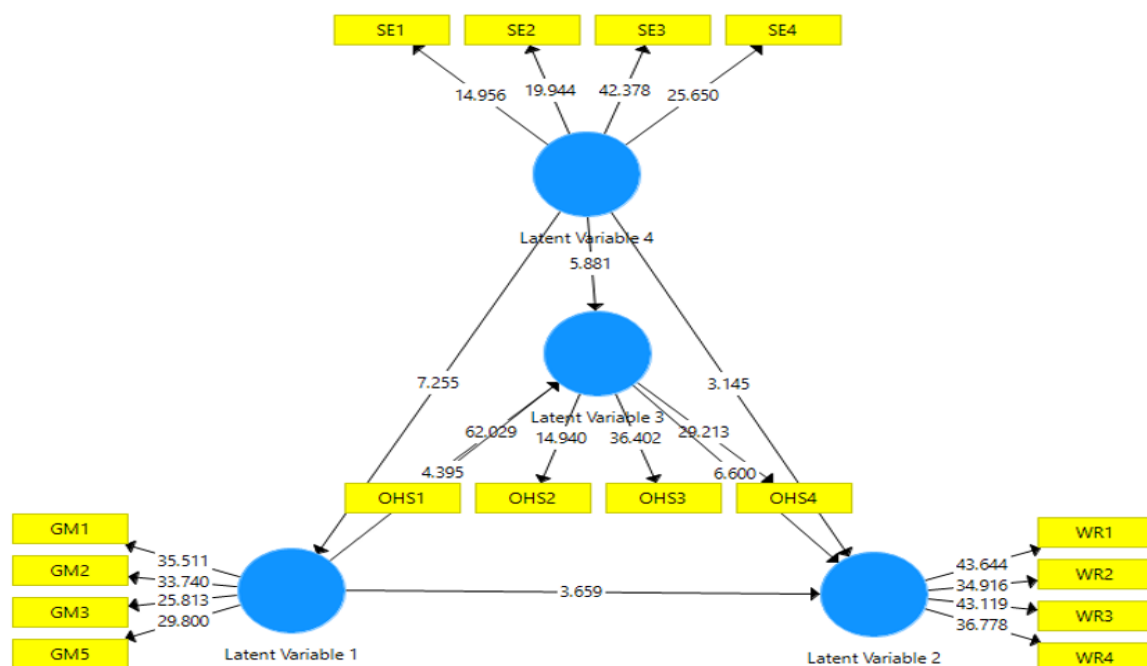 SE1 SE2 SE3 SE4
14.956 19.944 42.378 25.650
Latent Variable 4
5.881
7.255 3.145
Latent Variable 3
62.029 14.940 36.402 29.213
4.395 6.600
OHS1 OHS2 OHS3 OHS4
GM1
35.511
GM2
33.740
GM3
25.813
GM5
29.800
Latent Variable 1
3.659
WR1
43.644
WR2
34.916
WR3
43.119
WR4
36.778
Latent Variable 2